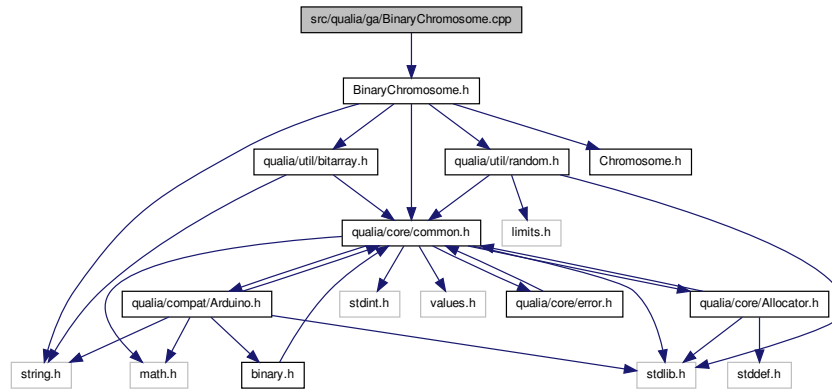 src/qualia/ga/BinaryChromosome.cpp
BinaryChromosome.h
qualia/util/bitarray.h
qualia/util/random.h
Chromosome.h
qualia/core/common.h
limits.h
qualia/compat/Arduino.h
stdint.h
values.h
qualia/core/error.h
qualia/core/Allocator.h
string.h
math.h
binary.h
stdlib.h
stddef.h